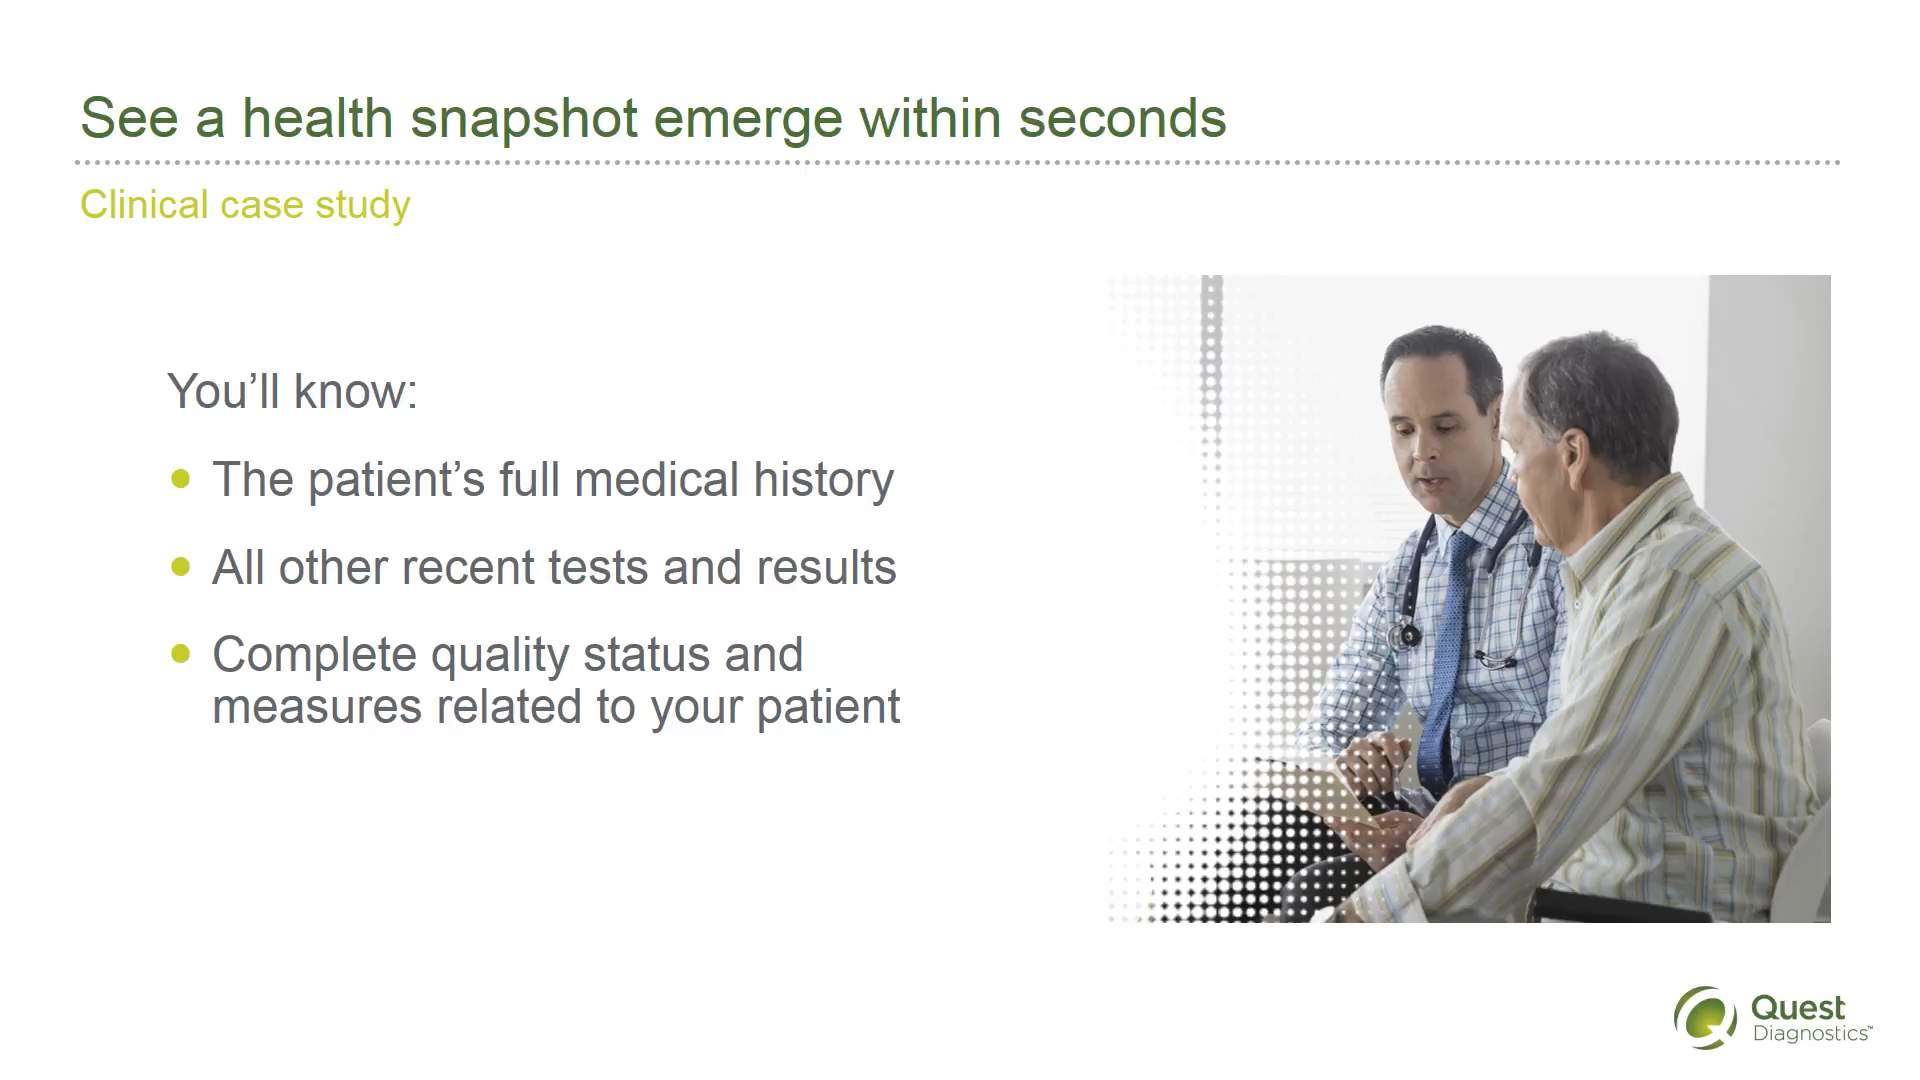 See a health snapshot emerge within seconds
Clinical case study
You’ll know:
The patient’s full medical history
All other recent tests and results
Complete quality status and
measures related to your patient
Quest
Diagnostics™